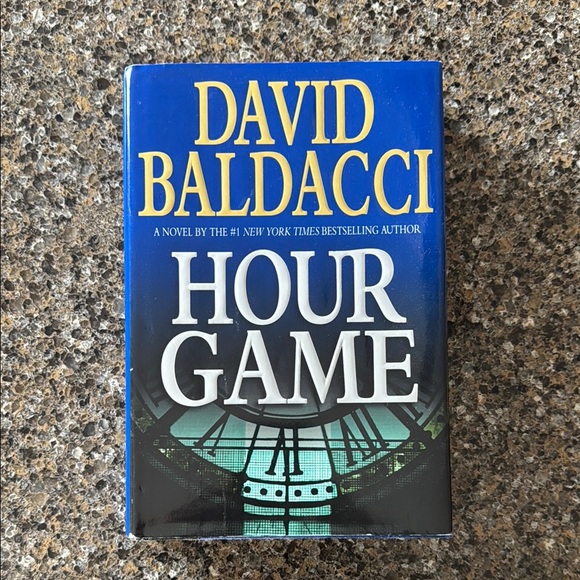 DAVID
BALDACCI
A NOVEL BY THE #1 NEW YORK TIMES BESTSELLING AUTHOR
HOUR
GAME